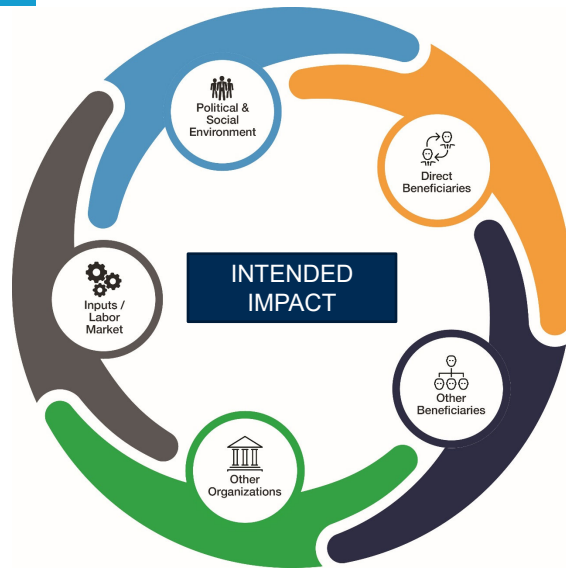 Political &
Social
Environment
Direct
Beneficiaries
INTENDED
IMPACT
Inputs /
Labor
Market
Other
Beneficiaries
Other
Organizations